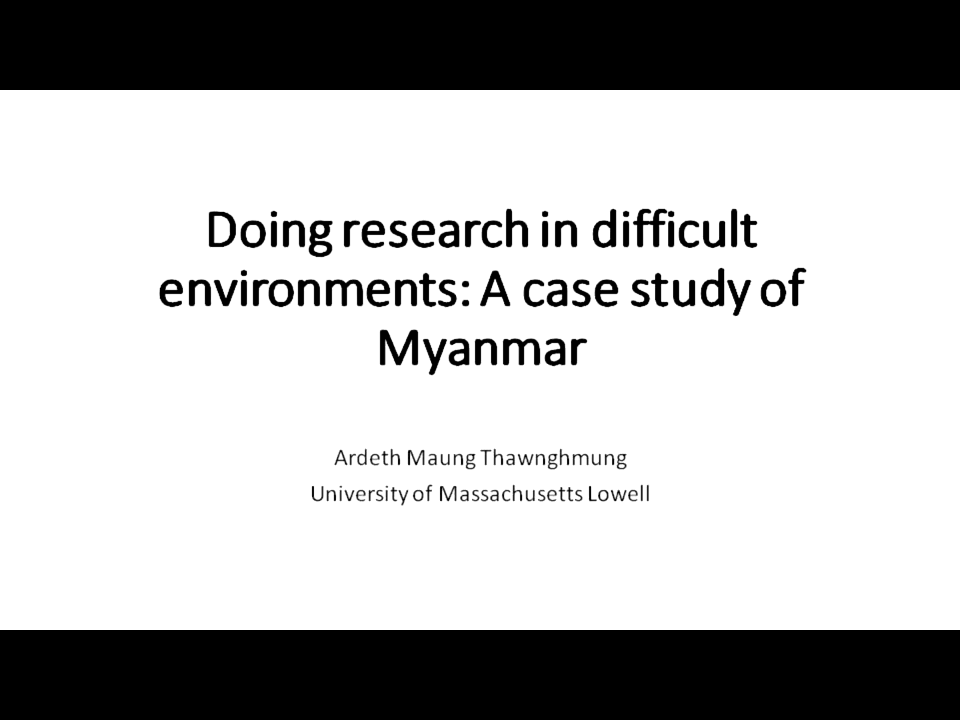 Doing research in difficult
environments: A case study of
Myanmar
Ardeth Maung Thawnghmung
University of Massachusetts Lowell